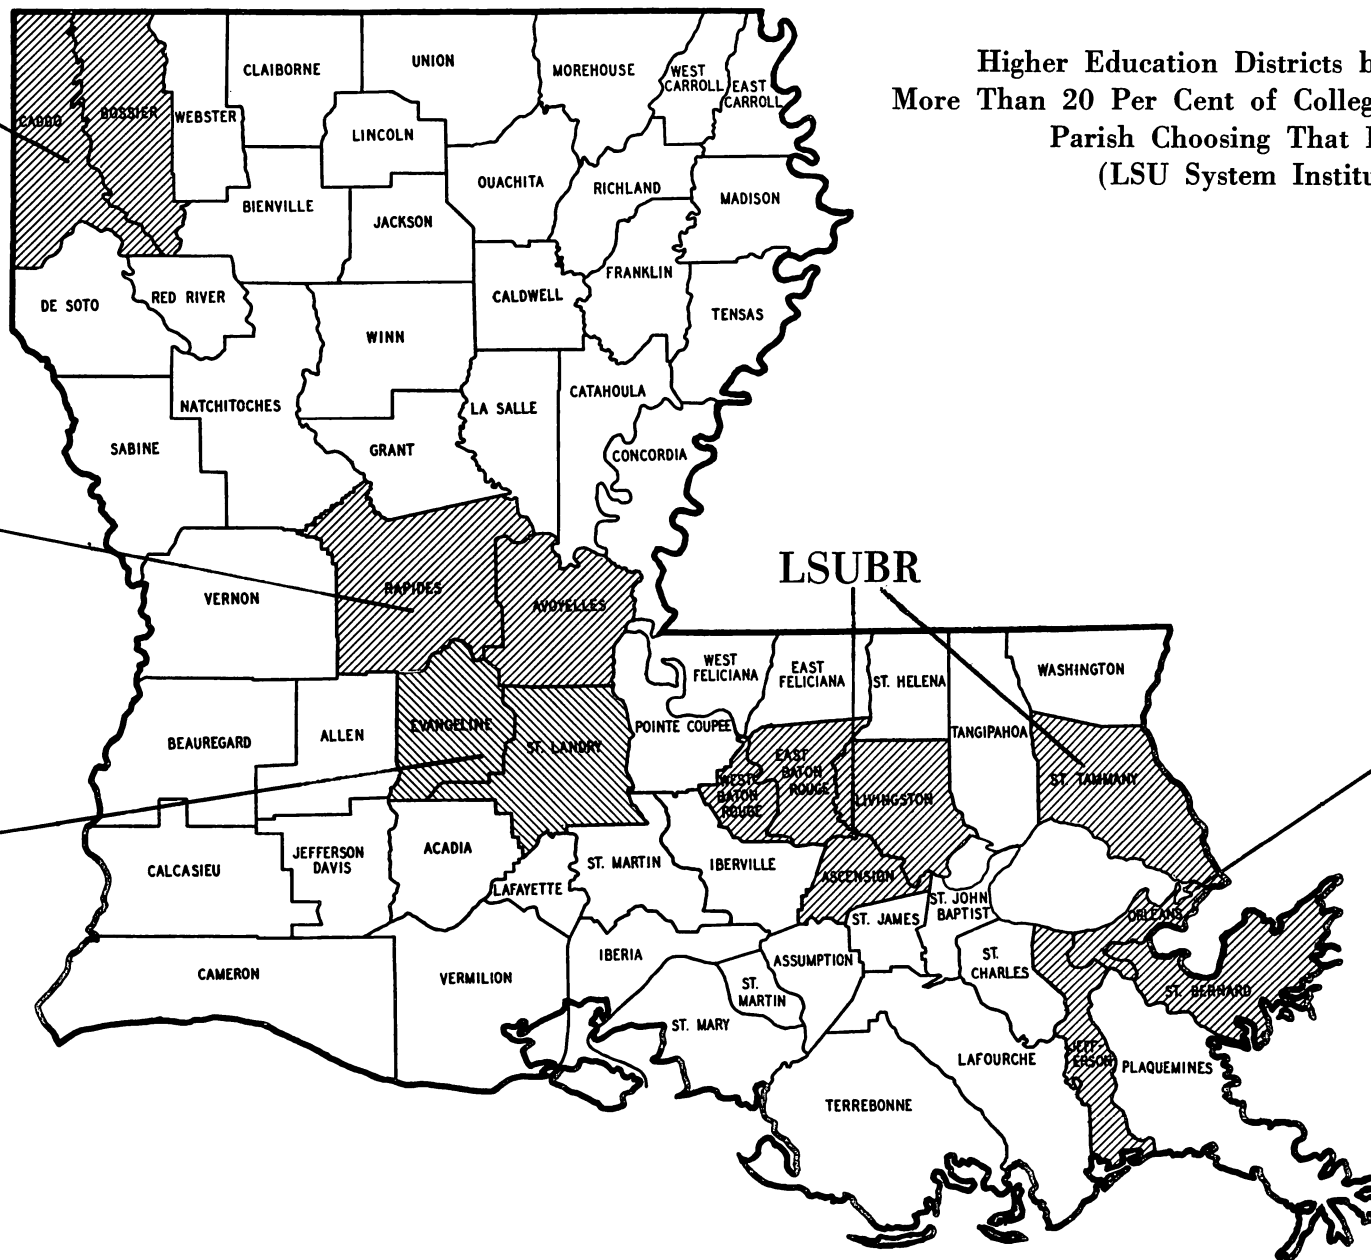 Higher Education Districts b
More Than 20 Per Cent of Colleg
Parish Choosing That
(LSU System Institu
CADDO
BOSSIER
WEBSTER
CLAIBORNE
UNION
MOREHOUSE
WEST
CARROLL
EAST
CARROLL
LINCOLN
OUACHITA
RICHLAND
MADISON
BIENVILLE
JACKSON
FRANKLIN
CALDWELL
DE SOTO
RED RIVER
TENSAS
WINN
NATCHITOCHES
LA SALLE
CATAHOULA
SABINE
GRANT
CONCORDIA
LSUBR
VERNON
RAPIDES
AVOYELLES
WEST
FELICIANA
EAST
FELICIANA
ST. HELENA
WASHINGTON
BEAUREGARD
ALLEN
EVANGELINE
ST. LANDRY
POINTE COUPEE
TANGIPAHOA
EAST
BATON
ROUGE
WEST
BATON
ROUGE
LIVINGSTON
ST. TAMMANY
CALCASIEU
JEFFERSON
DAVIS
ACADIA
LAFAYETTE
ST. MARTIN
IBERVILLE
ASCENSION
ST. JAMES
ST. JOHN
BAPTIST
ORLEANS
CAMERON
VERMILION
IBERIA
ASSUMPTION
ST.
CHARLES
ST.
MARTIN
ST. BERNARD
ST. MARY
LAFOURCHE
JEFF-
ERSON
PLAQUEMINES
TERREBONNE